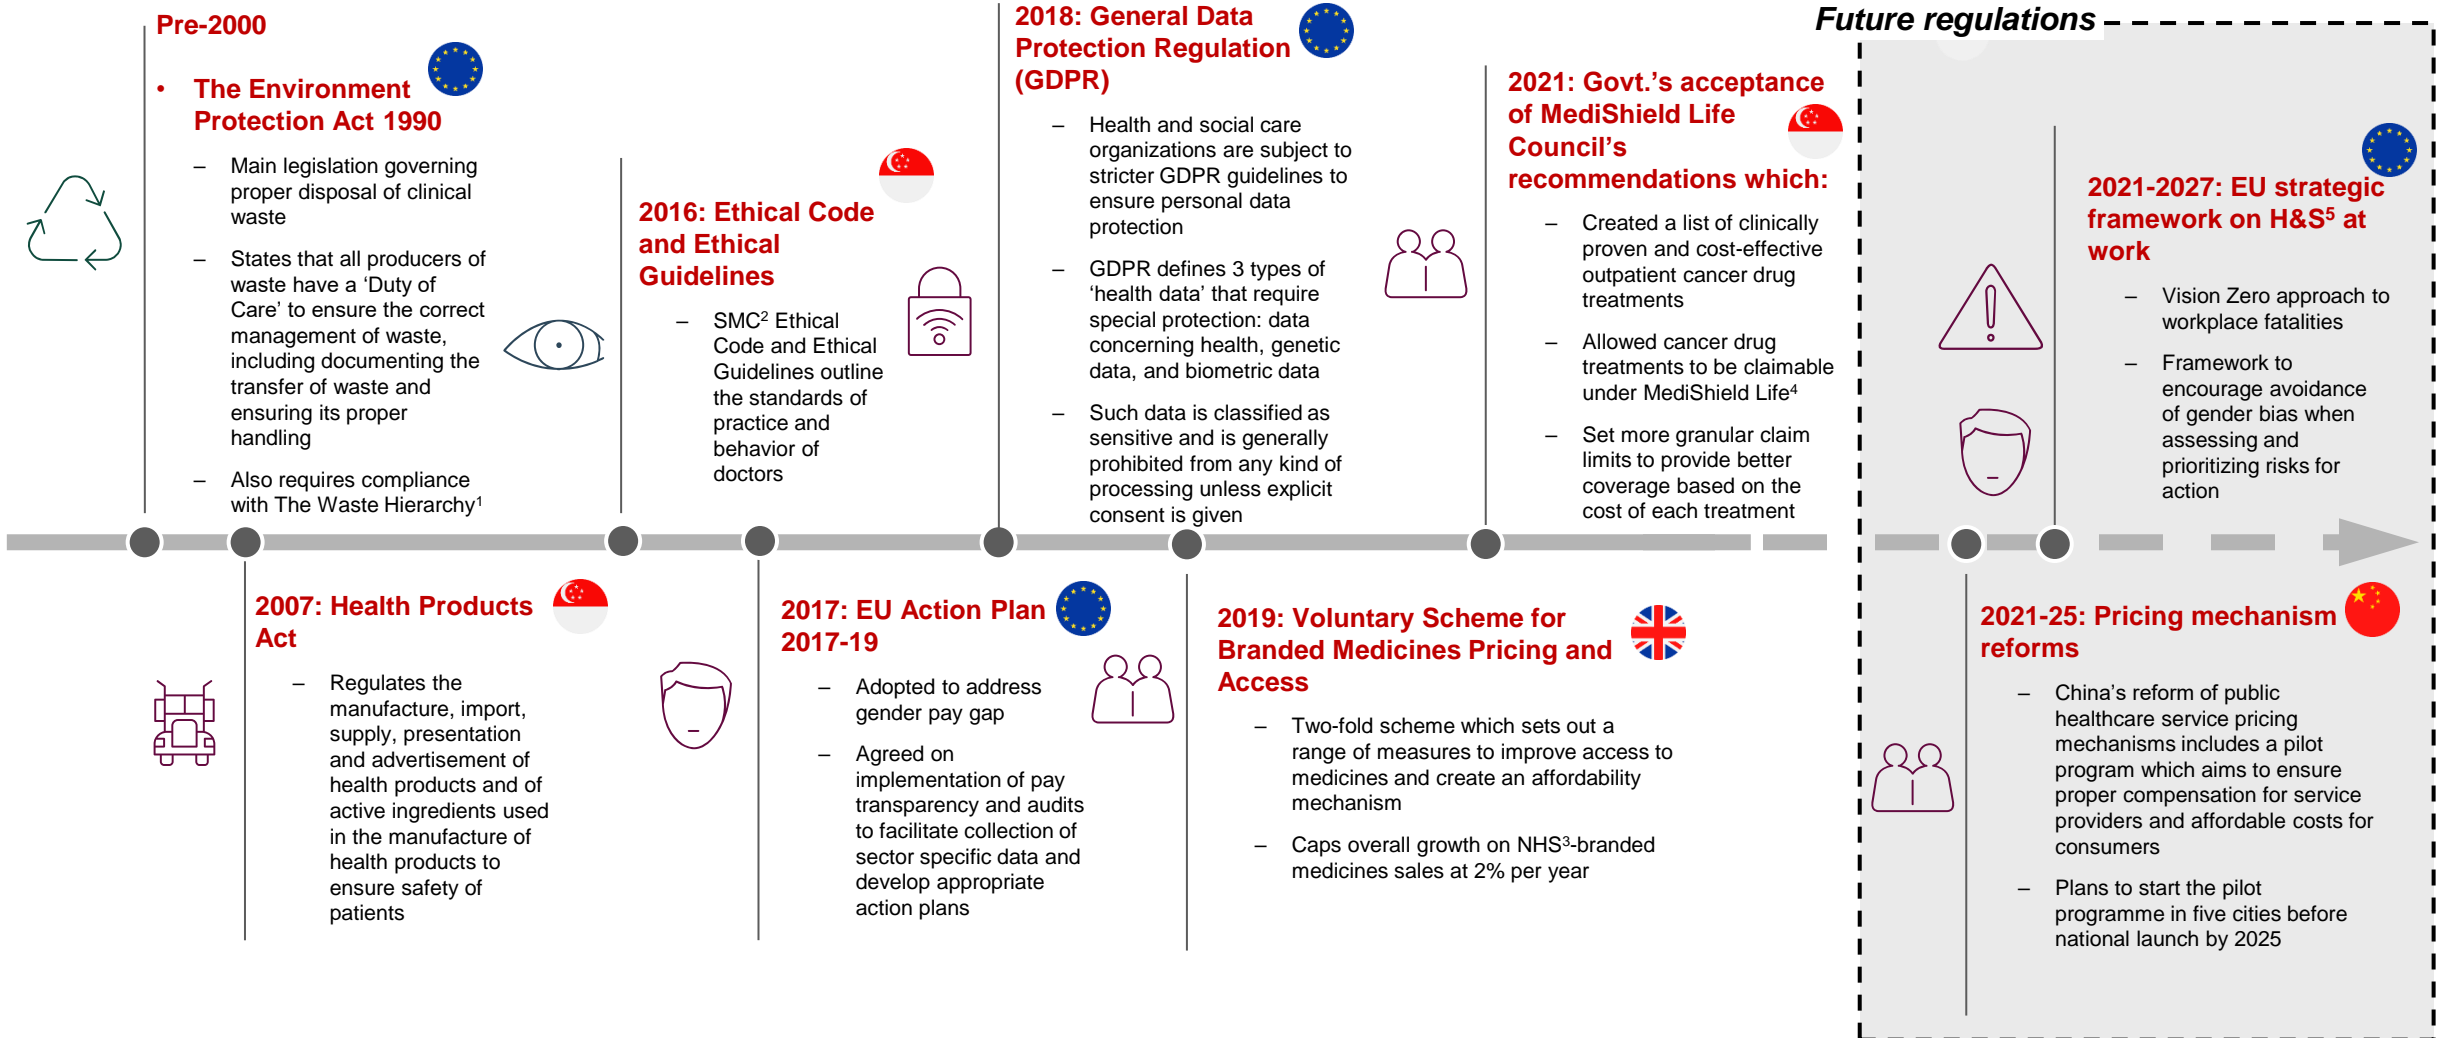 Pre-2000
• The Environment
Protection Act 1990
– Main legislation governing
proper disposal of clinical
waste
– States that all producers of
waste have a ‘Duty of
Care’ to ensure the correct
management of waste,
including documenting the
transfer of waste and
ensuring its proper
handling
– Also requires compliance
with The Waste Hierarchy¹
2007: Health Products
Act
– Regulates the
manufacture, import,
supply, presentation
and advertisement of
health products and of
active ingredients used
in the manufacture of
health products to
ensure safety of
patients
2016: Ethical Code
and Ethical
Guidelines
– SMC² Ethical
Code and Ethical
Guidelines outline
the standards of
practice and
behavior of
doctors
2017: EU Action Plan
2017-19
– Adopted to address
gender pay gap
– Agreed on
implementation of pay
transparency and audits
to facilitate collection of
sector specific data and
develop appropriate
action plans
2018: General Data
Protection Regulation
(GDPR)
– Health and social care
organizations are subject to
stricter GDPR guidelines to
ensure personal data
protection
– GDPR defines 3 types of
‘health data’ that require
special protection: data
concerning health, genetic
data, and biometric data
– Such data is classified as
sensitive and is generally
prohibited from any kind of
processing unless explicit
consent is given
2019: Voluntary Scheme for
Branded Medicines Pricing and
Access
– Two-fold scheme which sets out a
range of measures to improve access to
medicines and create an affordability
mechanism
– Caps overall growth on NHS³-branded
medicines sales at 2% per year
2021: Govt.’s acceptance
of MediShield Life
Council’s
recommendations which:
– Created a list of clinically
proven and cost-effective
outpatient cancer drug
treatments
– Allowed cancer drug
treatments to be claimable
under MediShield Life⁴
– Set more granular claim
limits to provide better
coverage based on the
cost of each treatment
Future regulations
2021-2027: EU strategic
framework on H&S⁵ at
work
– Vision Zero approach to
workplace fatalities
– Framework to
encourage avoidance
of gender bias when
assessing and
prioritizing risks for
action
2021-25: Pricing mechanism
reforms
– China’s reform of public
healthcare service pricing
mechanisms includes a pilot
program which aims to ensure
proper compensation for service
providers and affordable costs for
consumers
– Plans to start the pilot
programme in five cities before
national launch by 2025